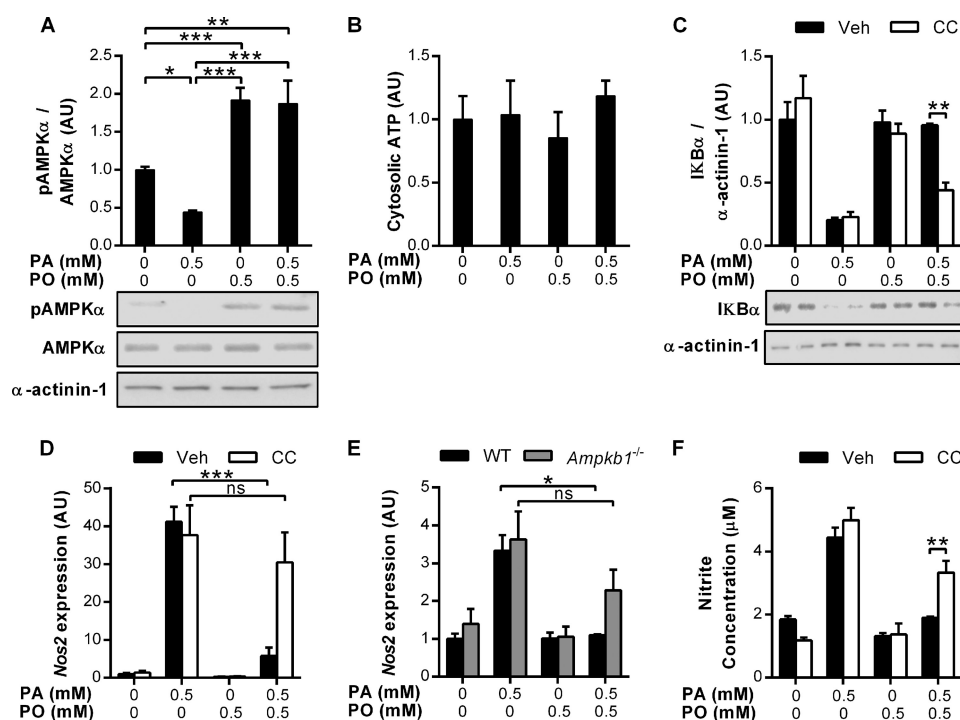 A
** 
***
***
* ***
2.5
2.0
1.5
1.0
0.5
0.0
pAMPKα /
AMPKα (AU)
PA (mM) 0 0.5 0 0.5
PO (mM) 0 0 0.5 0.5
pAMPKα
AMPKα
α-actinin-1
B
1.5
1.0
0.5
0.0
Cytosolic ATP (AU)
PA (mM) 0 0.5 0 0.5
PO (mM) 0 0 0.5 0.5
C
Veh CC
**
1.5
1.0
0.5
0.0
IKBα /
α-actinin-1 (AU)
PA (mM) 0 0.5 0 0.5
PO (mM) 0 0 0.5 0.5
IKBα
α-actinin-1
D
Veh CC
***
ns
50
40
30
20
10
0
Nos2 expression (AU)
PA (mM) 0 0.5 0 0.5
PO (mM) 0 0 0.5 0.5
E
WT Ampkb1-/-
*
ns
5
4
3
2
1
0
Nos2 expression (AU)
PA (mM) 0 0.5 0 0.5
PO (mM) 0 0 0.5 0.5
F
Veh CC
**
6
4
2
0
Nitrite
Concentration (μM)
PA (mM) 0 0.5 0 0.5
PO (mM) 0 0 0.5 0.5